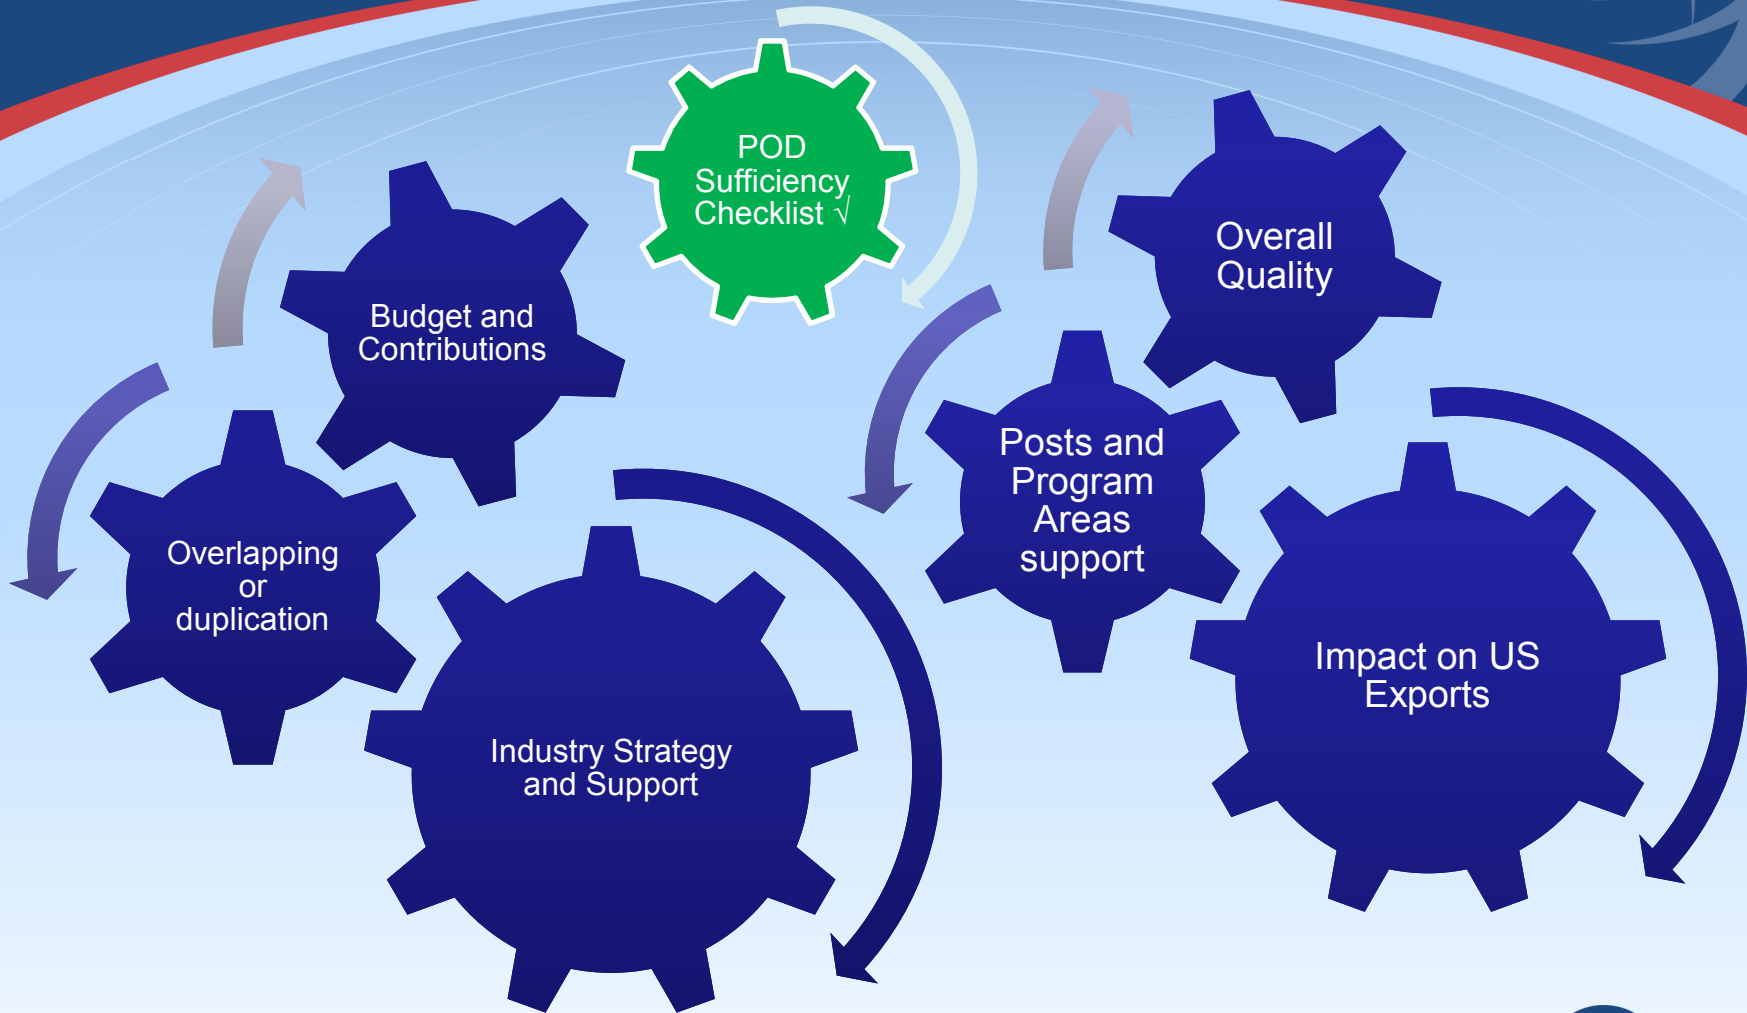 POD
Sufficiency
Checklist √
Overall
Quality
Budget and
Contributions
Posts and
Program
Areas
support
Overlapping
or
duplication
Impact on US
Exports
Industry Strategy
and Support